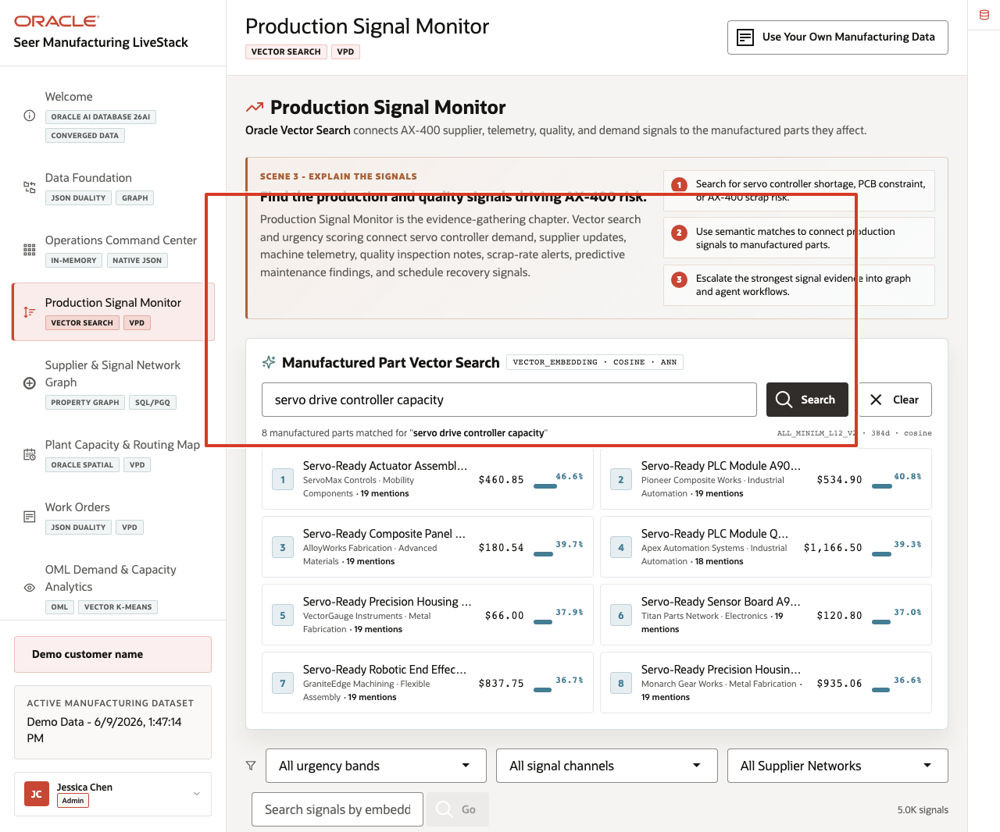 ORACLE
Seer Manufacturing LiveStack
Welcome
ORACLE AI DATABASE 26AI
CONVERGED DATA
Data Foundation
JSON DUALITY
GRAPH
Operations Command Center
IN-MEMORY
NATIVE JSON
Production Signal Monitor
VECTOR SEARCH
VPD
Supplier & Signal Network
Graph
PROPERTY GRAPH
SQL/PGQ
Plant Capacity & Routing Map
ORACLE SPATIAL
VPD
Work Orders
JSON DUALITY
VPD
OML Demand & Capacity
Analytics
OML
VECTOR K-MEANS
Demo customer name
ACTIVE MANUFACTURING DATASET
Demo Data - 6/9/2026, 1:47:14
PM
JC
Jessica Chen
Admin
Production Signal Monitor
VECTOR SEARCH
VPD
Use Your Own Manufacturing Data
Production Signal Monitor
Oracle Vector Search connects AX-400 supplier, telemetry, quality, and demand signals to the manufactured parts they affect.
SCENE 3 - EXPLAIN THE SIGNALS
Find the production and quality signals driving AX-400 risk.
Production Signal Monitor is the evidence-gathering chapter. Vector search
and urgency scoring connect servo controller demand, supplier updates,
machine telemetry, quality inspection notes, scrap-rate alerts, predictive
maintenance findings, and schedule recovery signals.
1
Search for servo controller shortage, PCB constraint,
or AX-400 scrap risk.
2
Use semantic matches to connect production
signals to manufactured parts.
3
Escalate the strongest signal evidence into graph
and agent workflows.
Manufactured Part Vector Search
VECTOR_EMBEDDING · COSINE · ANN
servo drive controller capacity
Search
Clear
8 manufactured parts matched for "servo drive controller capacity"
ALL_MINILM_L12_V2 · 384d · cosine
1
Servo-Ready Actuator Assembl...
ServoMax Controls · Mobility
Components · 19 mentions
$460.85
46.6%
2
Servo-Ready PLC Module A90...
Pioneer Composite Works · Industrial
Automation · 19 mentions
$534.90
40.8%
3
Servo-Ready Composite Panel ...
AlloyWorks Fabrication · Advanced
Materials · 19 mentions
$180.54
39.7%
4
Servo-Ready PLC Module Q...
Apex Automation Systems · Industrial
Automation · 18 mentions
$1,166.50
39.3%
5
Servo-Ready Precision Housing ...
VectorGauge Instruments · Metal
Fabrication · 19 mentions
$66.00
37.9%
6
Servo-Ready Sensor Board A9...
Titan Parts Network · Electronics · 19
mentions
$120.80
37.0%
7
Servo-Ready Robotic End Effec...
GraniteEdge Machining · Flexible
Assembly · 19 mentions
$837.75
36.7%
8
Servo-Ready Precision Housin...
Monarch Gear Works · Metal Fabrication ·
19 mentions
$935.06
36.6%
All urgency bands
All signal channels
All Supplier Networks
Search signals by embedd
Go
5.0K signals